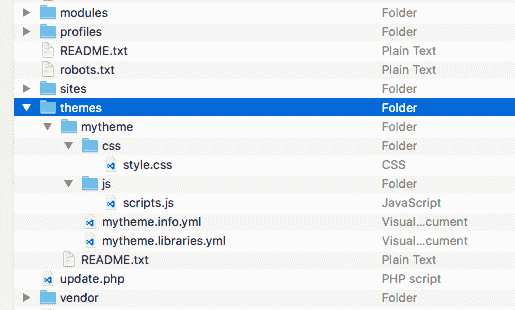 modules Folder
profiles Folder
README.txt Plain Text
robots.txt Plain Text
sites Folder
themes Folder
mytheme Folder
css Folder
style.css CSS
js Folder
scripts.js JavaScript
mytheme.info.yml Visual...cument
mytheme.libraries.yml Visual...cument
README.txt Plain Text
update.php PHP script
vendor Folder